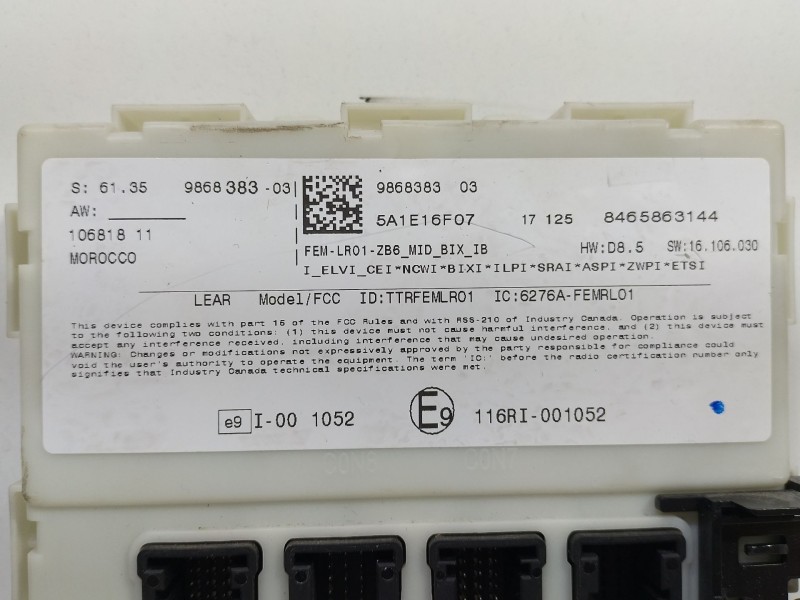 S: 61.35 9868 383 -03
9868383 03
AW:
5A1E16F07 17 125 8465863144
106818 11
MOROCCO
FEM-LR01-ZB6_MID_BIX_IB HW:D8.5 SW:16.106.030
I_ELVI_CEI*NCWI*BIXI*ILPI*SRAI*ASPI*ZWPI*ETSI
LEAR Model/FCC ID:TTRFEMLR01 IC:6276A-FEMRL01
This device complies with part 15 of the FCC Rules and with RSS-210 of Industry Canada. Operation is subject
to the following two conditions: (1) this device must not cause harmful interference, and (2) this device must
accept any interference received, including interference that may cause undesired operation.
WARNING: Changes or modifications not expressively approved by the party responsible for compliance could
void the user's authority to operate the equipment. The term 'IC:' before the radio certification number only
signifies that Industry Canada technical specifications were met.
e9 I-00 1052 E9 116RI-001052